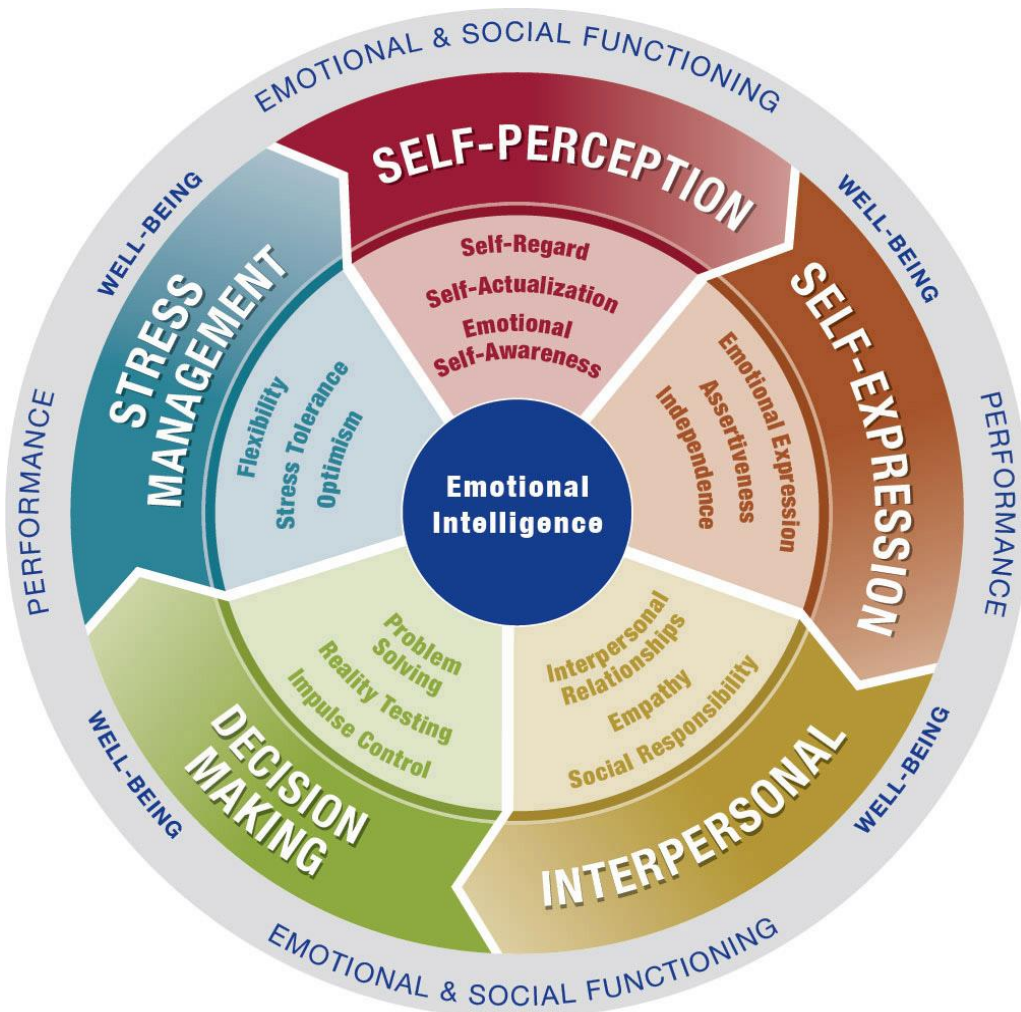 EMOTIONAL & SOCIAL FUNCTIONING
WELL-BEING
WELL-BEING
PERFORMANCE
PERFORMANCE
WELL-BEING
WELL-BEING
EMOTIONAL & SOCIAL FUNCTIONING
SELF-PERCEPTION
Self-Regard
Self-Actualization
Emotional
Self-Awareness
SELF-EXPRESSION
Emotional Expression
Assertiveness
Independence
INTERPERSONAL
Interpersonal
Relationships
Empathy
Social Responsibility
DECISION
MAKING
Problem
Solving
Reality Testing
Impulse Control
STRESS
MANAGEMENT
Flexibility
Stress Tolerance
Optimism
Emotional
Intelligence